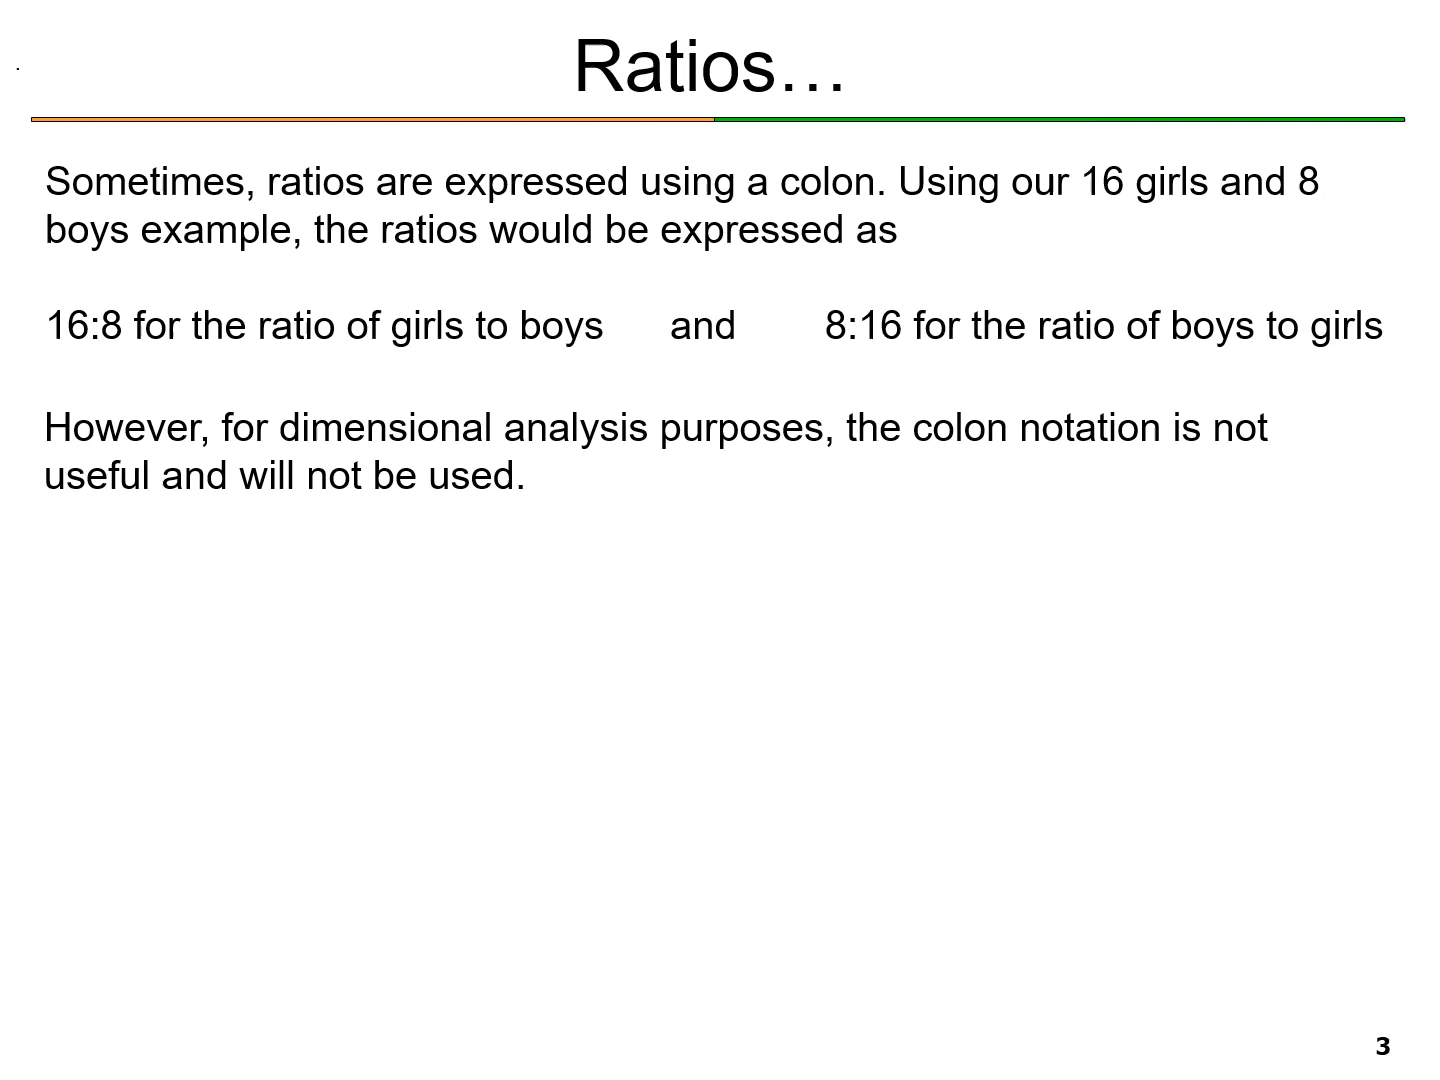 Ratios…
.
Sometimes, ratios are expressed using a colon. Using our 16 girls and 8
boys example, the ratios would be expressed as
16:8 for the ratio of girls to boys and 8:16 for the ratio of boys to girls
However, for dimensional analysis purposes, the colon notation is not
useful and will not be used.
3